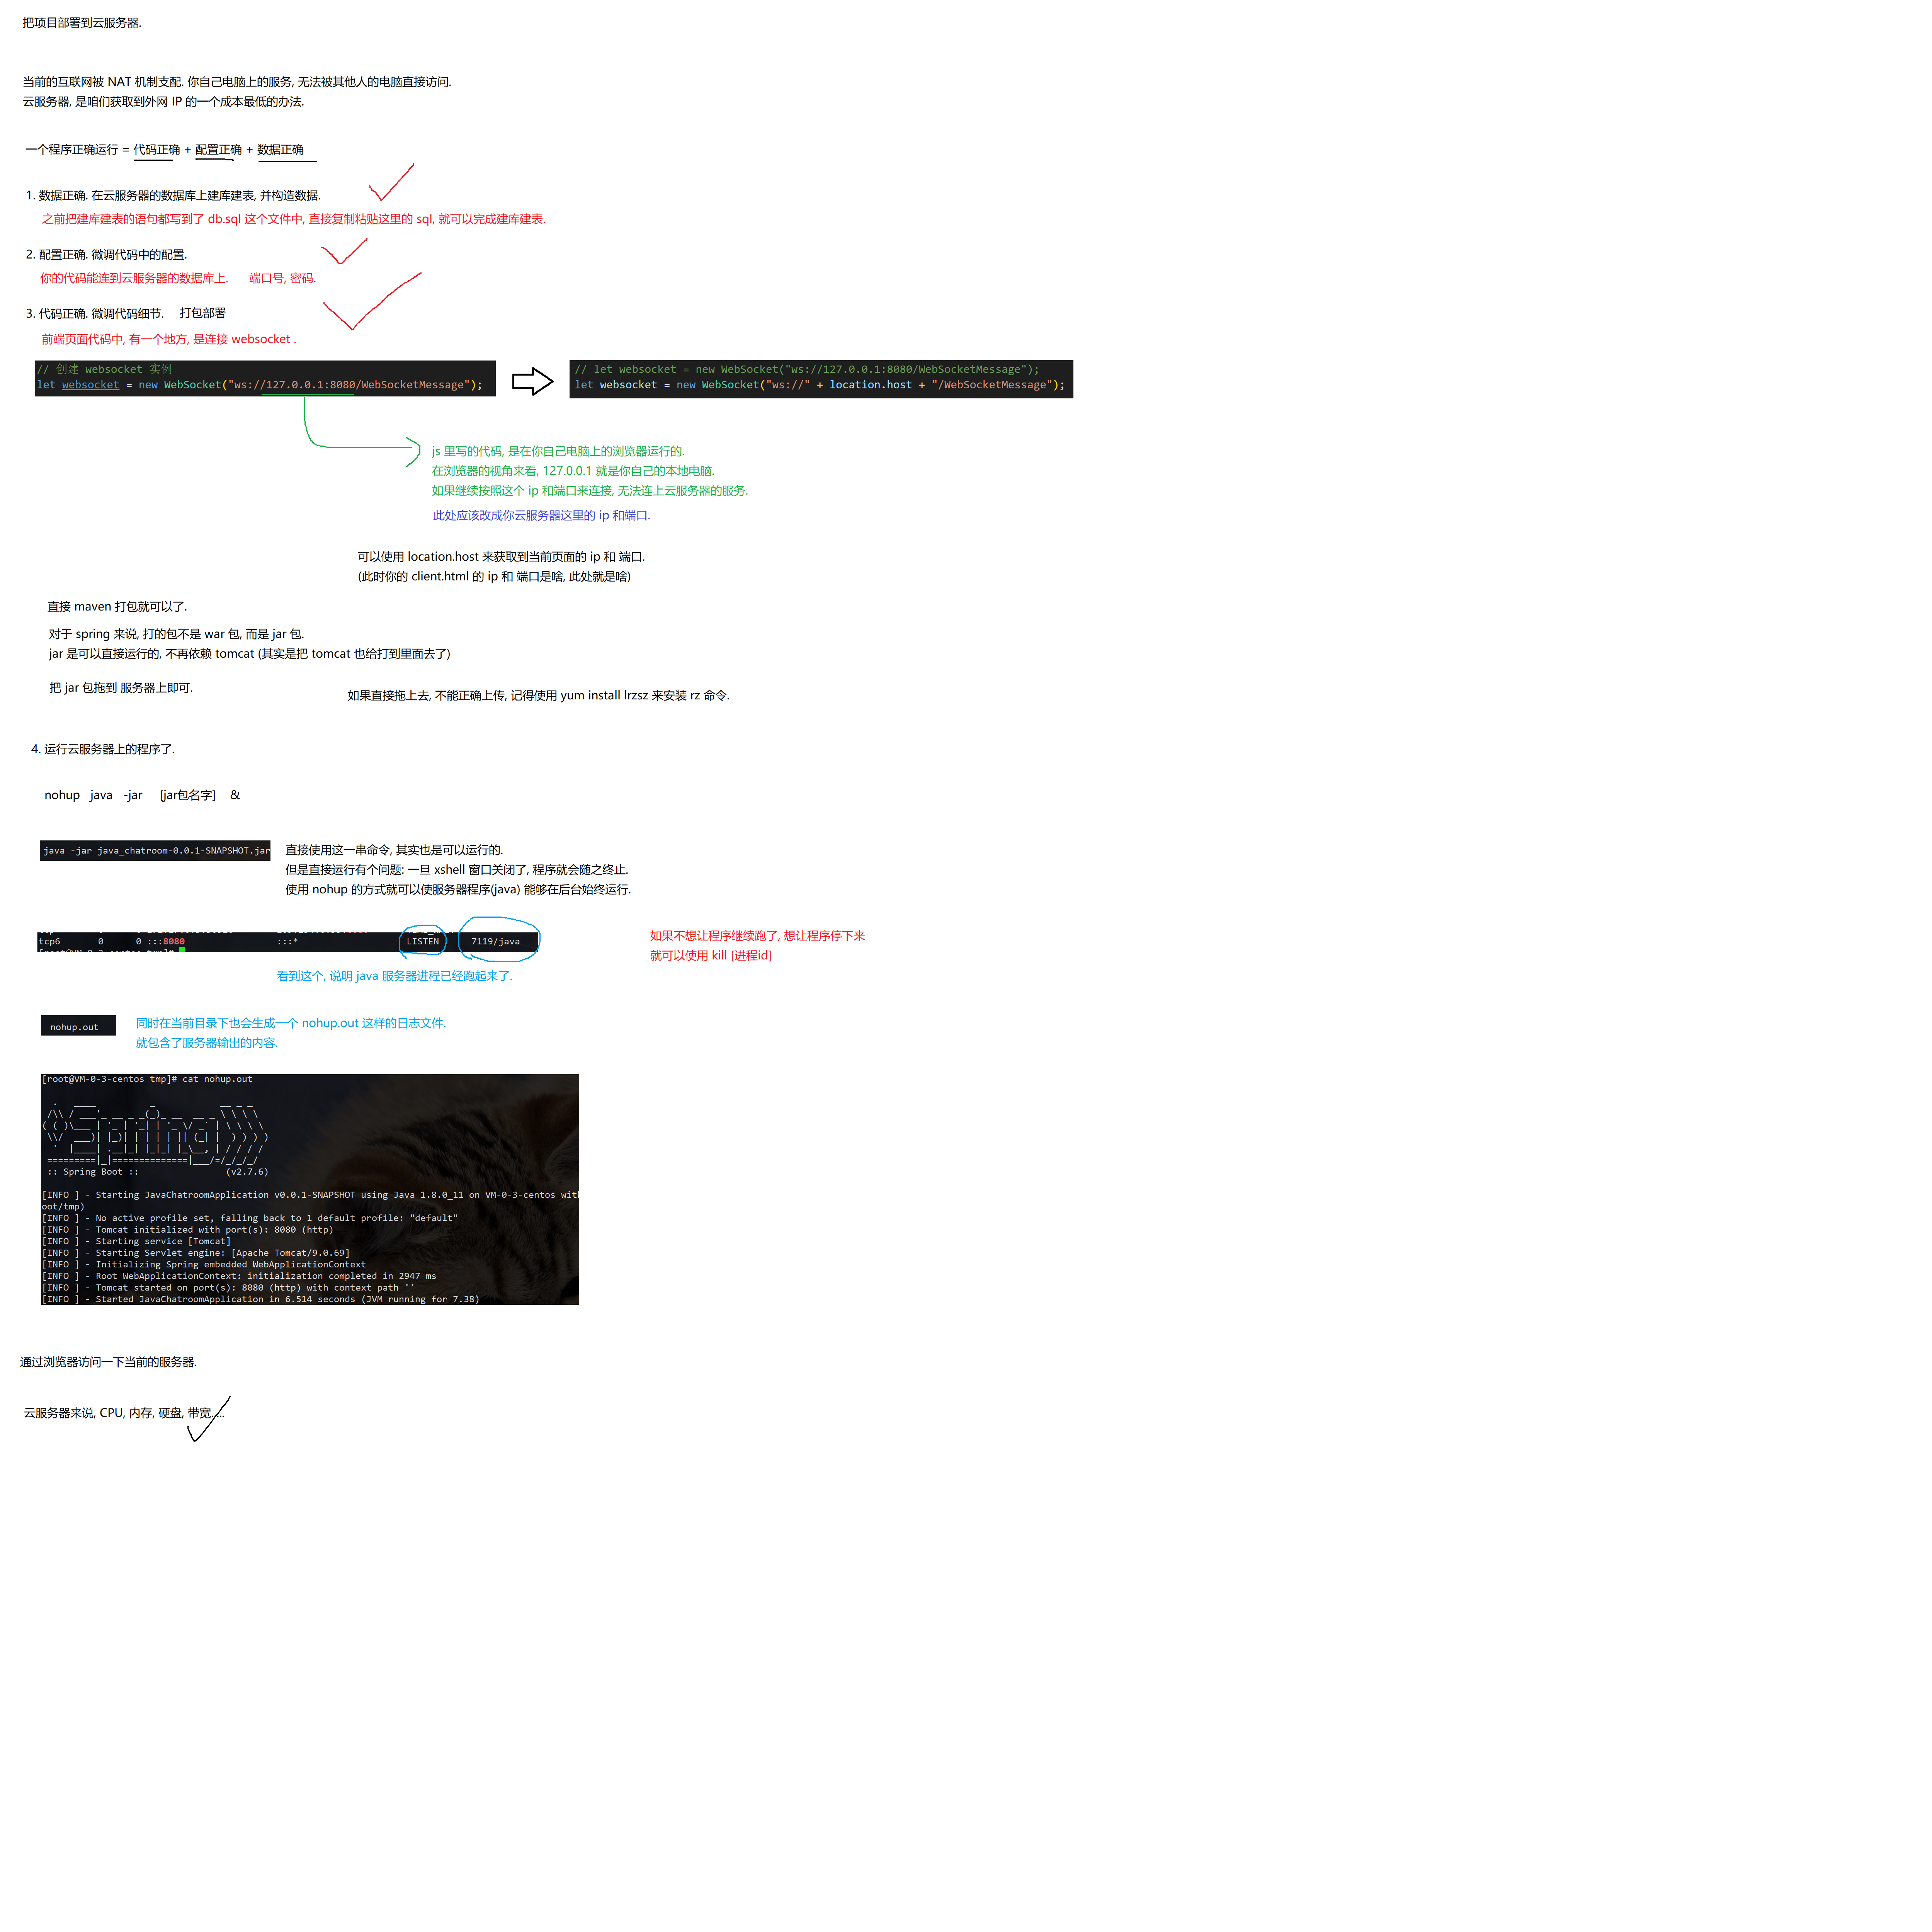 把项目部署到云服务器.
当前的互联网被 NAT 机制支配. 你自己电脑上的服务, 无法被其他人的电脑直接访问.
云服务器, 是咱们获取到外网 IP 的一个成本最低的办法.
一个程序正确运行 = 代码正确 + 配置正确 + 数据正确
1. 数据正确. 在云服务器的数据库上建库建表, 并构造数据.
之前把建库建表的语句都写到了 db.sql 这个文件中, 直接复制粘贴这里的 sql, 就可以完成建库建表.
2. 配置正确. 微调代码中的配置.
你的代码能连到云服务器的数据库上. 端口号, 密码.
3. 代码正确. 微调代码细节. 打包部署
前端页面代码中, 有一个地方, 是连接 websocket .
// 创建 websocket 实例
let websocket = new WebSocket("ws://127.0.0.1:8080/WebSocketMessage");
// let websocket = new WebSocket("ws://127.0.0.1:8080/WebSocketMessage");
let websocket = new WebSocket("ws://" + location.host + "/WebSocketMessage");
js 里写的代码, 是在你自己电脑上的浏览器运行的.
在浏览器的视角来看, 127.0.0.1 就是你自己的本地电脑.
如果继续按照这个 ip 和端口来连接, 无法连上云服务器的服务.
此处应该改成你云服务器这里的 ip 和端口.
可以使用 location.host 来获取到当前页面的 ip 和 端口.
(此时你的 client.html 的 ip 和 端口是啥, 此处就是啥)
直接 maven 打包就可以了.
对于 spring 来说, 打的包不是 war 包, 而是 jar 包.
jar 是可以直接运行的, 不再依赖 tomcat (其实是把 tomcat 也给打到里面去了)
把 jar 包拖到 服务器上即可.
如果直接拖上去, 不能正确上传, 记得使用 yum install lrzsz 来安装 rz 命令.
4. 运行云服务器上的程序了.
nohup java -jar [jar包名字] &
java -jar java_chatroom-0.0.1-SNAPSHOT.jar
直接使用这一串命令, 其实也是可以运行的.
但是直接运行有个问题: 一旦 xshell 窗口关闭了, 程序就会随之终止.
使用 nohup 的方式就可以使服务器程序(java) 能够在后台始终运行.
tcp6 0 0 :::8080 :::* LISTEN 7119/java
如果不想让程序继续跑了, 想让程序停下来
就可以使用 kill [进程id]
看到这个, 说明 java 服务器进程已经跑起来了.
nohup.out
同时在当前目录下也会生成一个 nohup.out 这样的日志文件.
就包含了服务器输出的内容.
[root@VM-0-3-centos tmp]# cat nohup.out
:: Spring Boot :: (v2.7.6)
[INFO ] - Starting JavaChatroomApplication v0.0.1-SNAPSHOT using Java 1.8.0_11 on VM-0-3-centos with
oot/tmp)
[INFO ] - No active profile set, falling back to 1 default profile: "default"
[INFO ] - Tomcat initialized with port(s): 8080 (http)
[INFO ] - Starting service [Tomcat]
[INFO ] - Starting Servlet engine: [Apache Tomcat/9.0.69]
[INFO ] - Initializing Spring embedded WebApplicationContext
[INFO ] - Root WebApplicationContext: initialization completed in 2947 ms
[INFO ] - Tomcat started on port(s): 8080 (http) with context path ''
[INFO ] - Started JavaChatroomApplication in 6.514 seconds (JVM running for 7.38)
通过浏览器访问一下当前的服务器.
云服务器来说, CPU, 内存, 硬盘, 带宽.....